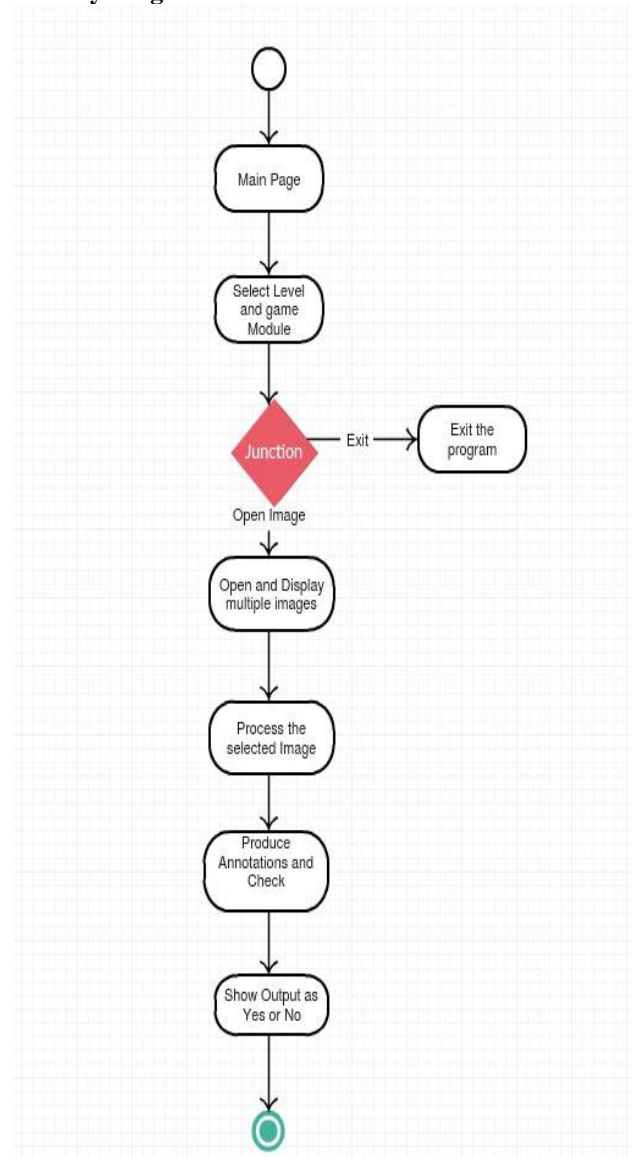 Main Page
Select Level
and game
Module
Junction
Exit
Exit the
program
Open Image
Open and Display
multiple images
Process the
selected Image
Produce
Annotations and
Check
Show Output as
Yes or No